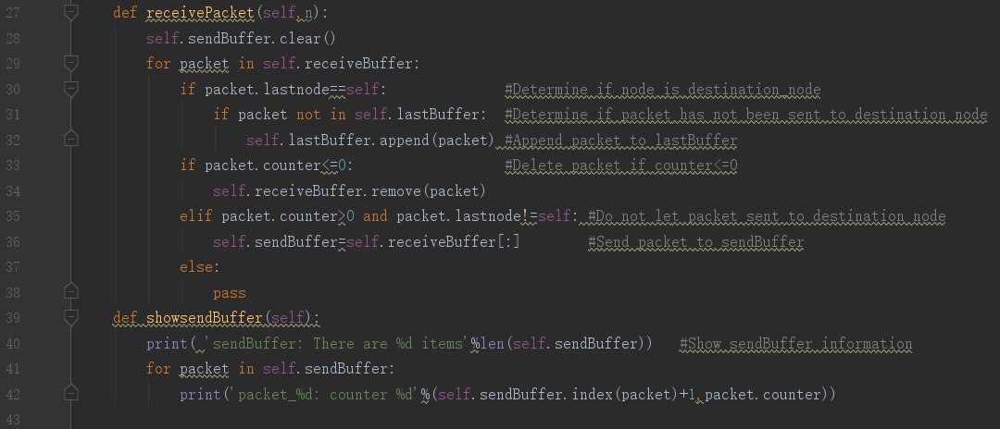 27 def receivePacket(self,n):
28 self.sendBuffer.clear()
29 for packet in self.receiveBuffer:
30 if packet.lastnode==self: #Determine if node is destination_node
31 if packet not in self.lastBuffer: #Determine if packet has not been sent to destination_node
32 self.lastBuffer.append(packet) #Append packet to lastBuffer
33 if packet.counter<=0: #Delete packet if counter<=0
34 self.receiveBuffer.remove(packet)
35 elif packet.counter>0 and packet.lastnode!=self: #Do not let packet sent to destination_node
36 self.sendBuffer=self.receiveBuffer[:] #Send packet to sendBuffer
37 else:
38 pass
39 def showsendBuffer(self):
40 print( 'sendBuffer: There are %d items'%len(self.sendBuffer)) #Show sendBuffer information
41 for packet in self.sendBuffer:
42 print('packet_%d: counter %d'%(self.sendBuffer.index(packet)+1,packet.counter))
43